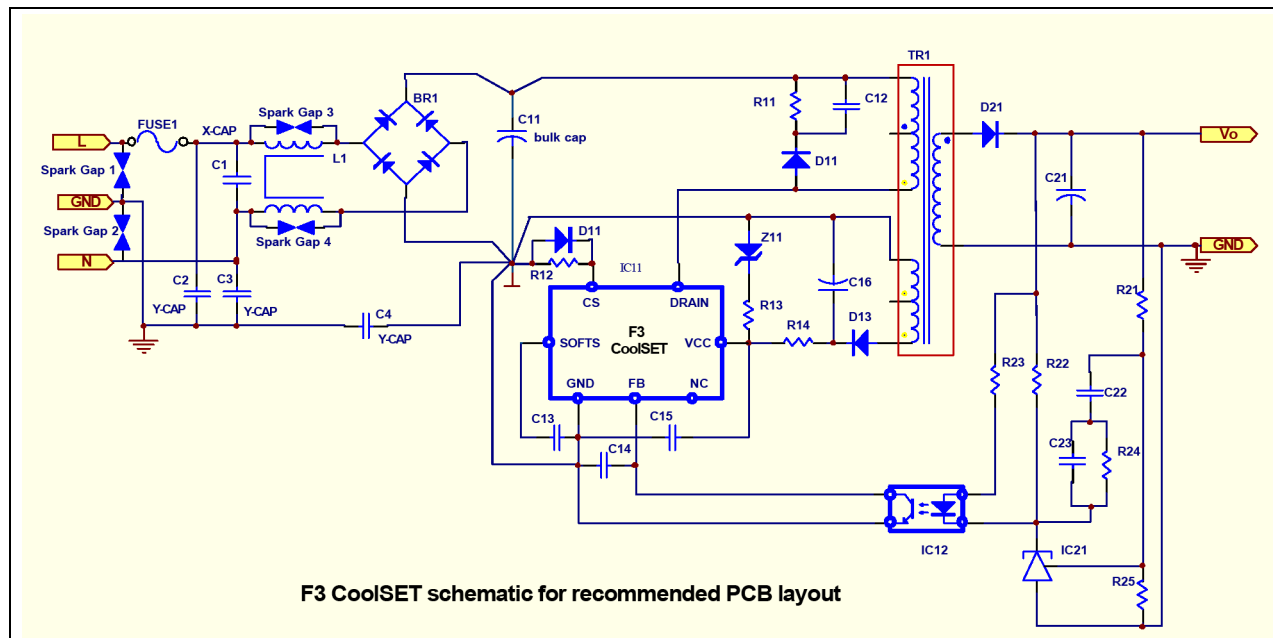 TR1
BR1
D21
Spark Gap 3
R11
C12
FUSE1
X-CAP
C11
bulk cap
L
Vo
L1
D11
Spark Gap 1
C1
C21
GND
Spark Gap 2
Spark Gap 4
D11
Z11
GND
N
R12
IC11
C2
C3
C16
CS
DRAIN
R21
Y-CAP
Y-CAP
C4
R13
F3
CoolSET
R14
D13
Y-CAP
SOFTS
VCC
R23
R22
GND
FB
NC
C22
C13
C15
C14
C23
R24
IC12
IC21
R25
F3 CoolSET schematic for recommended PCB layout